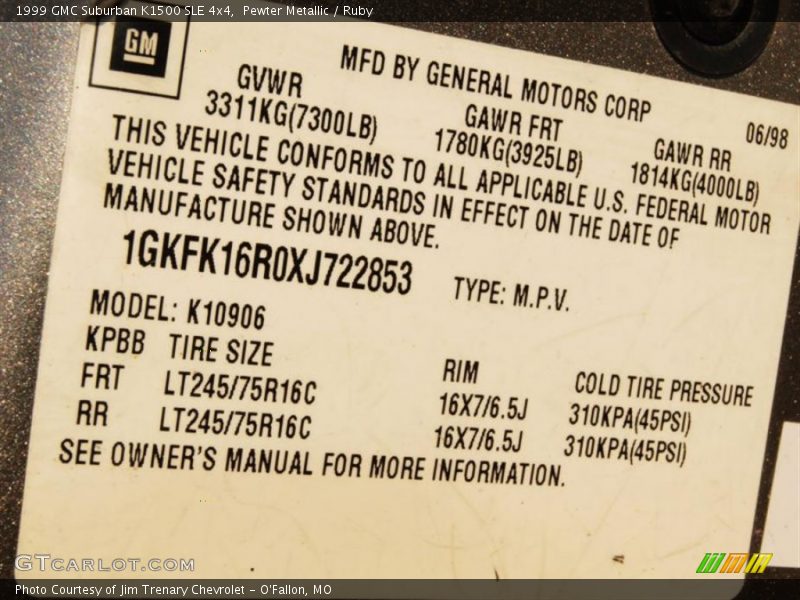 1999 GMC Suburban K1500 SLE 4x4, Pewter Metallic / Ruby
GM
MFD BY GENERAL MOTORS CORP
06/98
GVWR
GAWR FRT
GAWR RR
3311KG(7300LB)
1780KG(3925LB)
1814KG(4000LB)
THIS VEHICLE CONFORMS TO ALL APPLICABLE U.S. FEDERAL MOTOR
VEHICLE SAFETY STANDARDS IN EFFECT ON THE DATE OF
MANUFACTURE SHOWN ABOVE.
1GKFK16R0XJ722853
TYPE: M.P.V.
MODEL: K10906
KPBB TIRE SIZE
RIM
COLD TIRE PRESSURE
FRT LT245/75R16C
16X7/6.5J
310KPA(45PSI)
RR LT245/75R16C
16X7/6.5J
310KPA(45PSI)
SEE OWNER'S MANUAL FOR MORE INFORMATION.
GTCARLOT.COM
Photo Courtesy of Jim Trenary Chevrolet - O'Fallon, MO